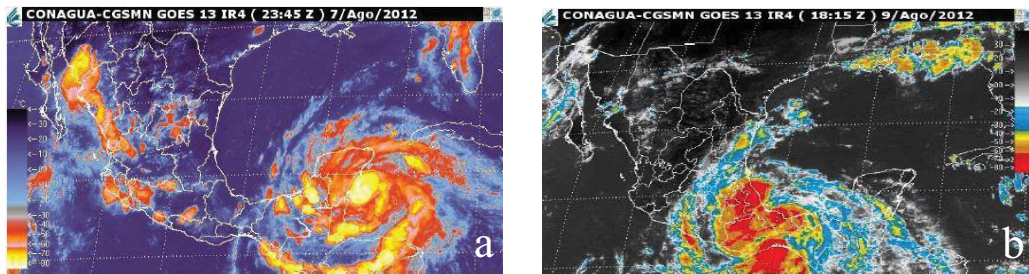 CONAGUA-CGSMN GOES 13 IR4 ( 23:45 Z ) 7/Ago/2012
a
CONAGUA-CGSMN GOES 13 IR4 ( 18:15 Z ) 9/Ago/2012
b